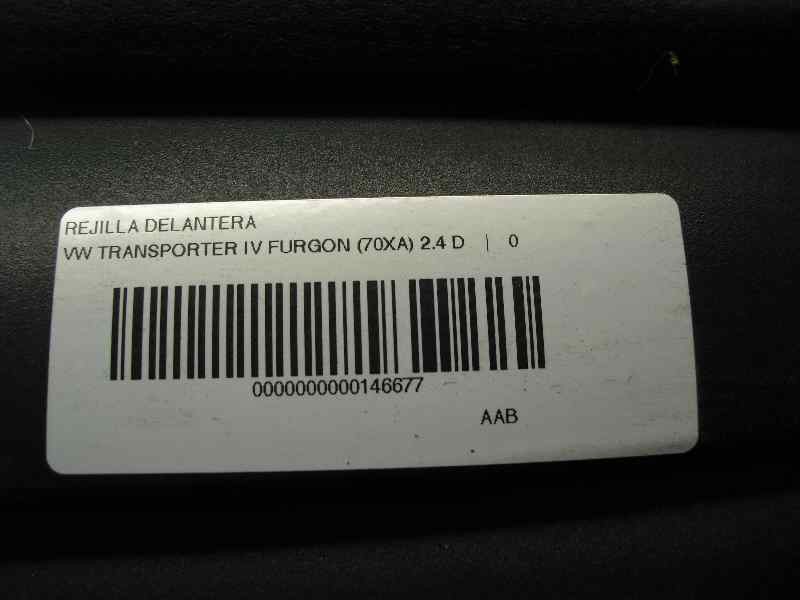 REJILLA DELANTERA
VW TRANSPORTER IV FURGON (70XA) 2.4 D | 0
0000000000146677
AAB